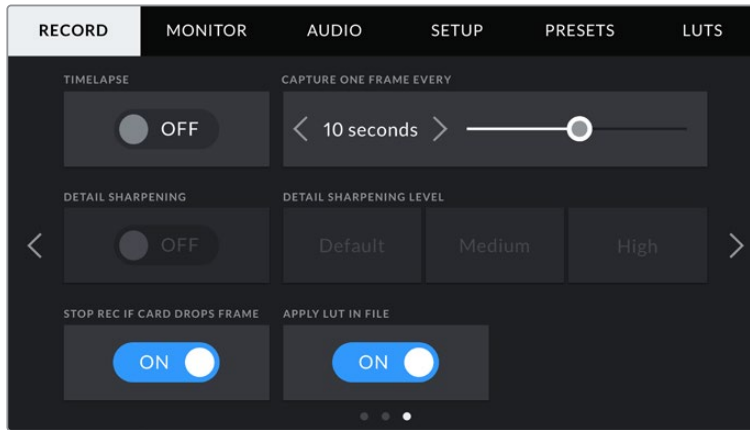 RECORD MONITOR AUDIO SETUP PRESETS LUTS
TIMELAPSE CAPTURE ONE FRAME EVERY
OFF 10 seconds
DETAIL SHARPENING DETAIL SHARPENING LEVEL
OFF Default Medium High
STOP REC IF CARD DROPS FRAME APPLY LUT IN FILE
ON ON